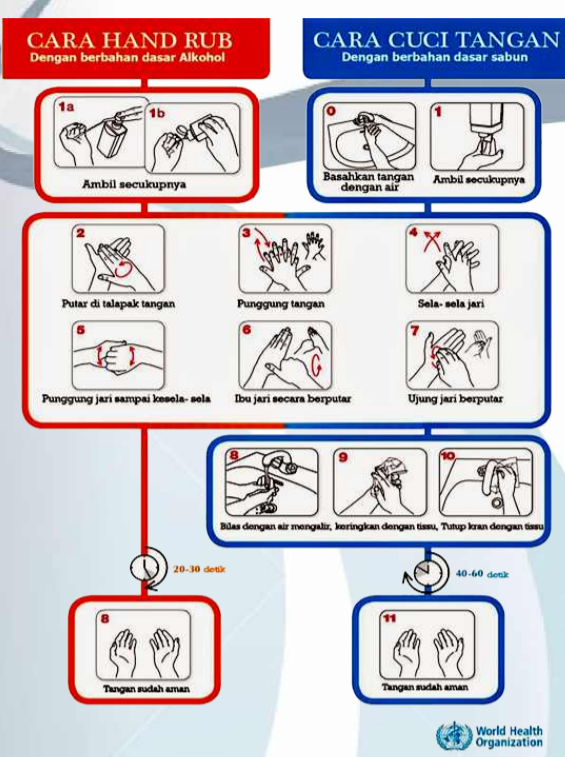 CARA HAND RUB
Dengan berbahan dasar Alkohol
CARA CUCI TANGAN
Dengan berbahan dasar sabun
1a
1b
Ambil secukupnya
0
Basahkan tangan
dengan air
1
Ambil secukupnya
2
Putar di talapak tangan
3
Punggung tangan
4
Sela- sela jari
5
Punggung jari sampai kesela- sela
6
Ibu jari secara berputar
7
Ujung jari berputar
8
9
10
Bilas dengan air mengalir, keringkan dengan tissu, Tutup kran dengan tissu
20-30 detik
40-60 detik
8
Tangan sudah aman
11
Tangan sudah aman
World Health
Organization